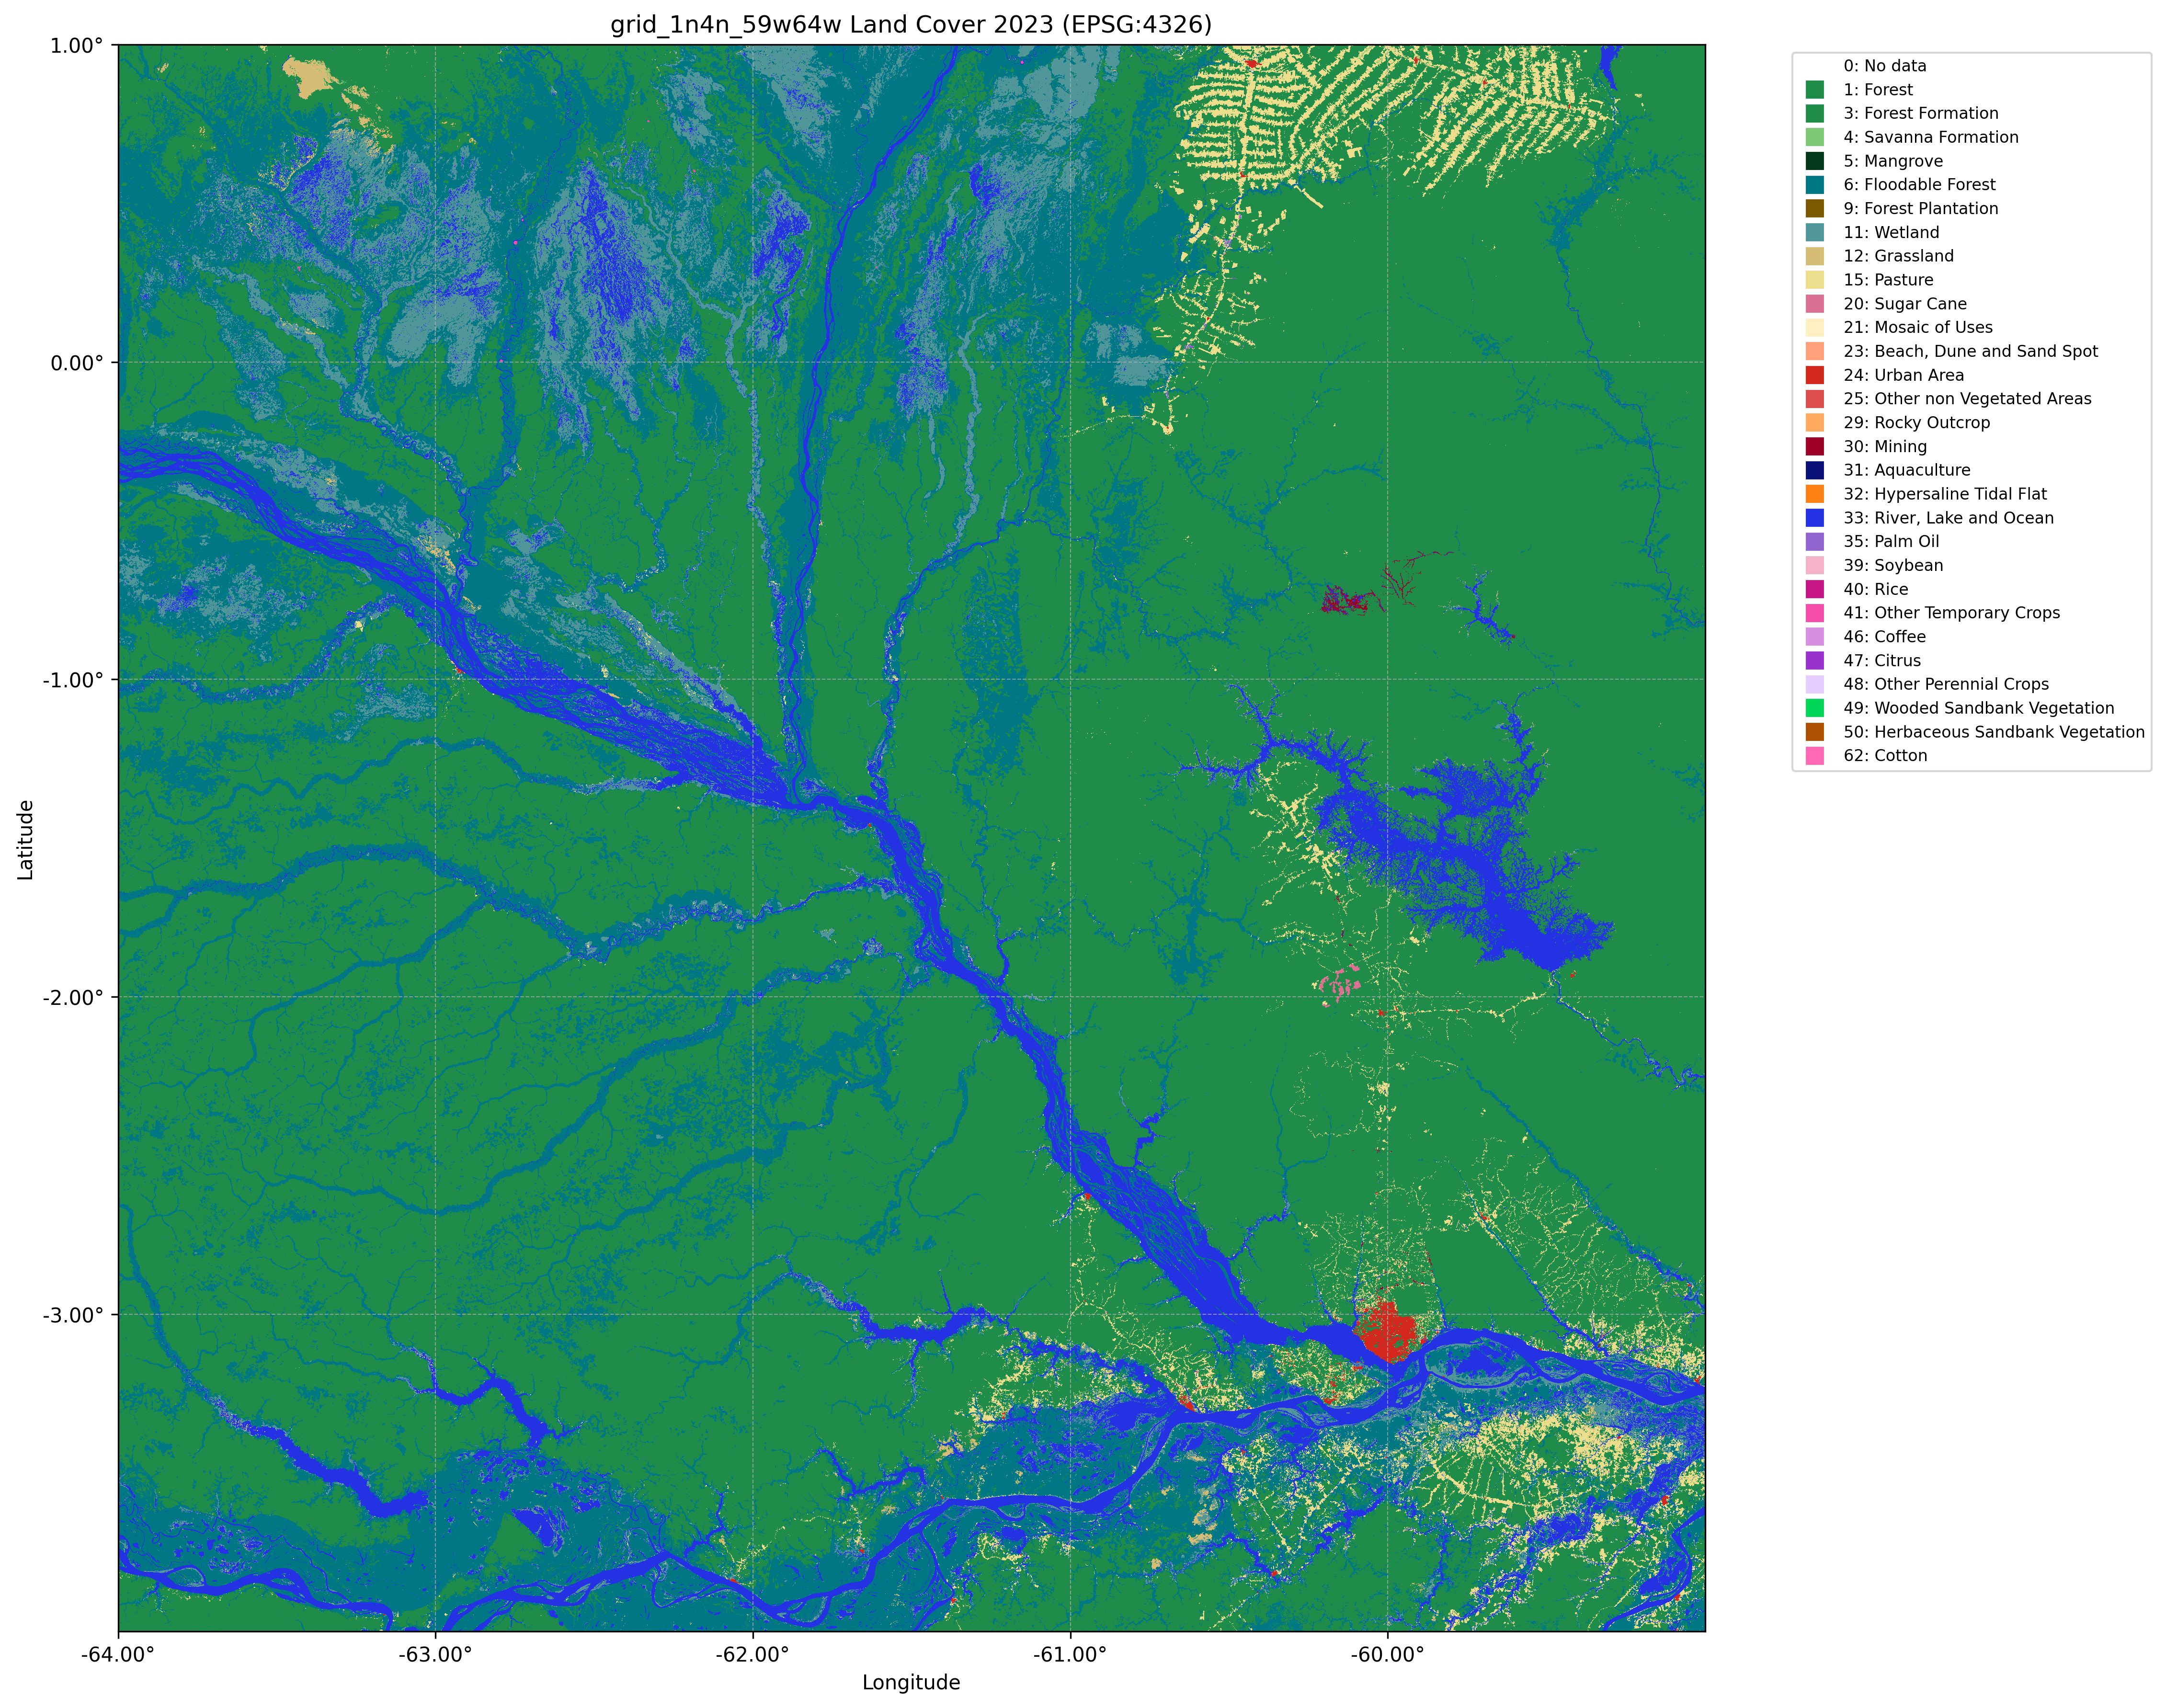 grid_1n4n_59w64w Land Cover 2023 (EPSG:4326)
1.00°
0.00°
-1.00°
-2.00°
-3.00°
Latitude
-64.00°
-63.00°
-62.00°
-61.00°
-60.00°
Longitude
0: No data
1: Forest
3: Forest Formation
4: Savanna Formation
5: Mangrove
6: Floodable Forest
9: Forest Plantation
11: Wetland
12: Grassland
15: Pasture
20: Sugar Cane
21: Mosaic of Uses
23: Beach, Dune and Sand Spot
24: Urban Area
25: Other non Vegetated Areas
29: Rocky Outcrop
30: Mining
31: Aquaculture
32: Hypersaline Tidal Flat
33: River, Lake and Ocean
35: Palm Oil
39: Soybean
40: Rice
41: Other Temporary Crops
46: Coffee
47: Citrus
48: Other Perennial Crops
49: Wooded Sandbank Vegetation
50: Herbaceous Sandbank Vegetation
62: Cotton